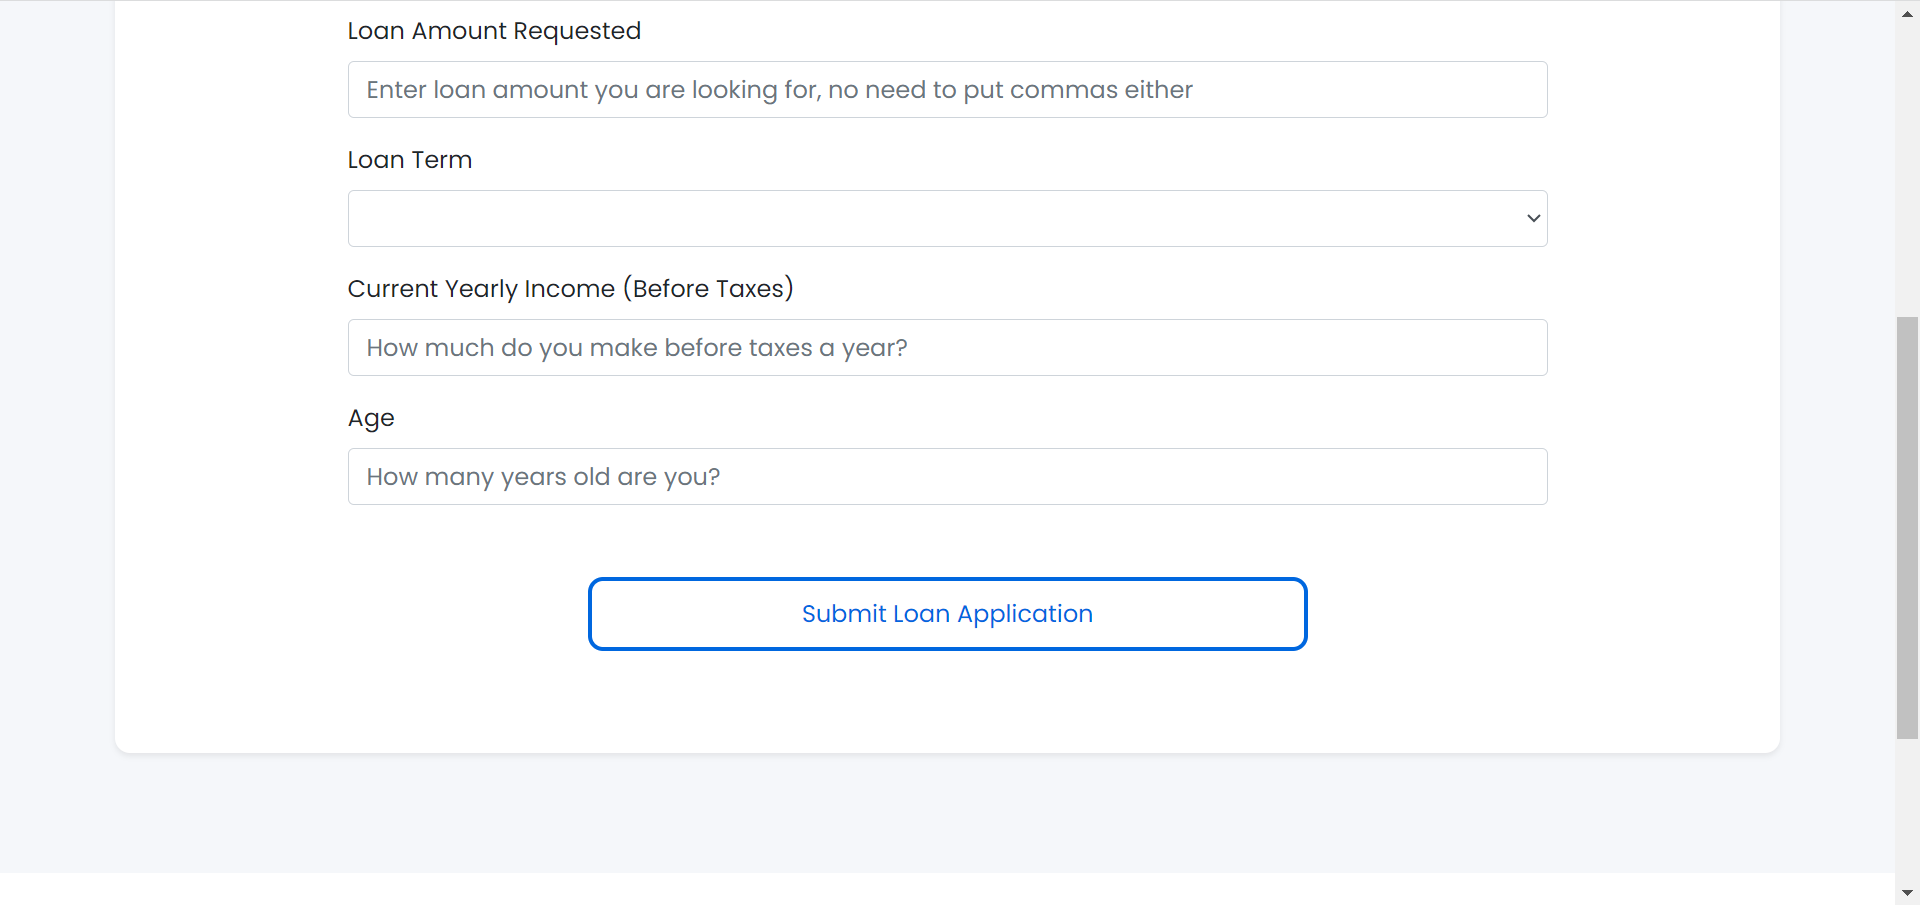 Loan Amount Requested
Enter loan amount you are looking for, no need to put commas either
Loan Term
Current Yearly Income (Before Taxes)
How much do you make before taxes a year?
Age
How many years old are you?
Submit Loan Application